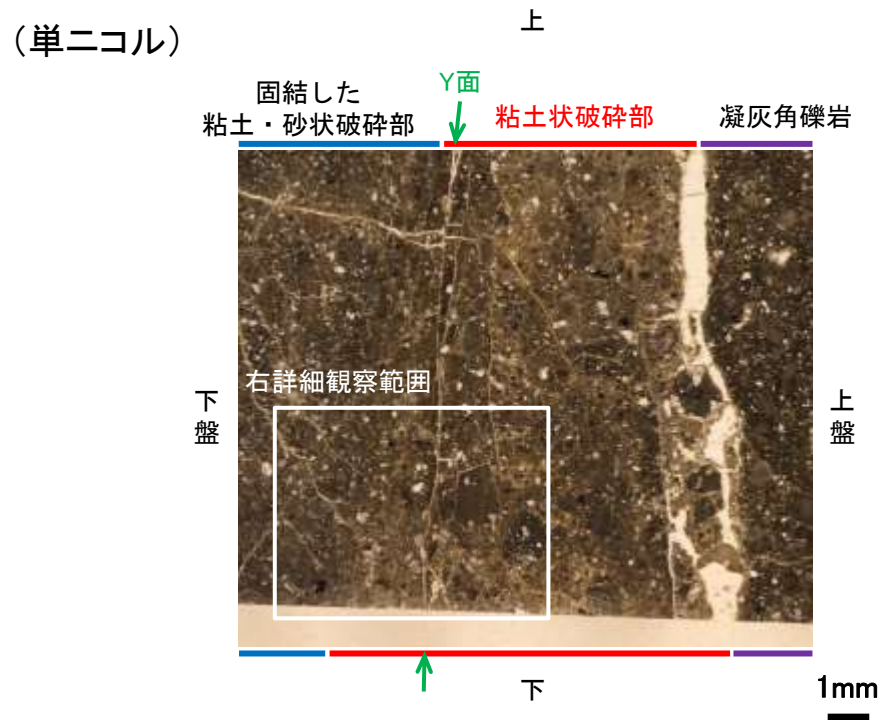 （単ニコル）
上
固結した
粘土・砂状破砕部
Y面
粘土状破砕部
凝灰角礫岩
右詳細観察範囲
下盤
上盤
下
1mm